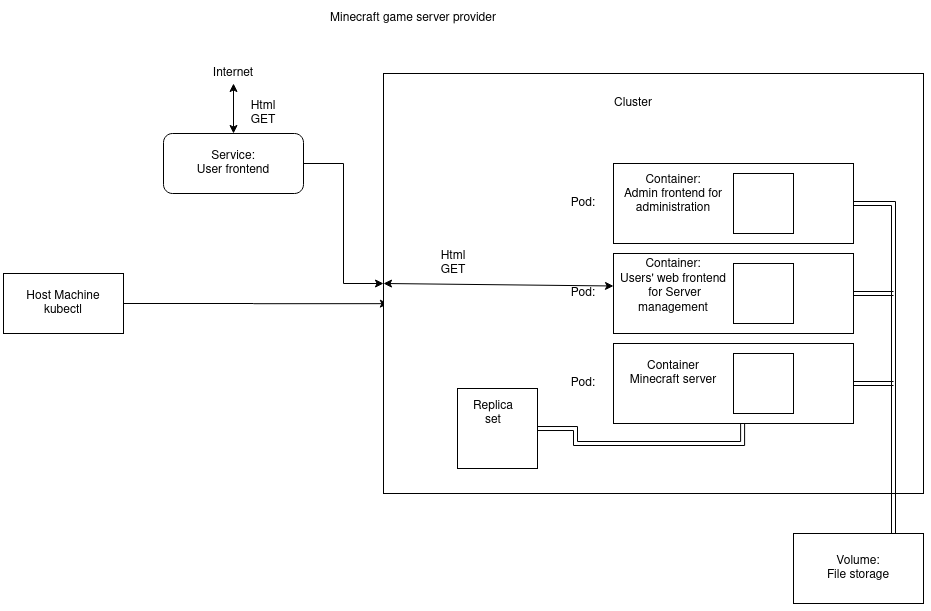 Minecraft game server provider
Internet
Html
GET
Service:
User frontend
Cluster
Pod:
Container:
Admin frontend for
administration
Html
GET
Pod:
Container:
Users' web frontend
for Server
management
Host Machine
kubectl
Pod:
Container
Minecraft server
Replica
set
Volume:
File storage